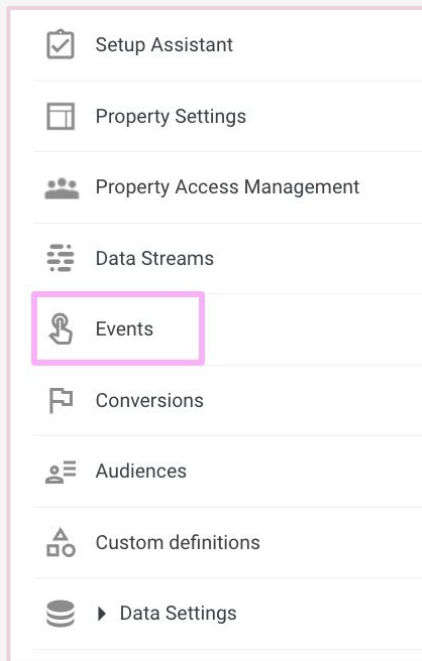 Setup Assistant
Property Settings
Property Access Management
Data Streams
Events
Conversions
Audiences
Custom definitions
Data Settings